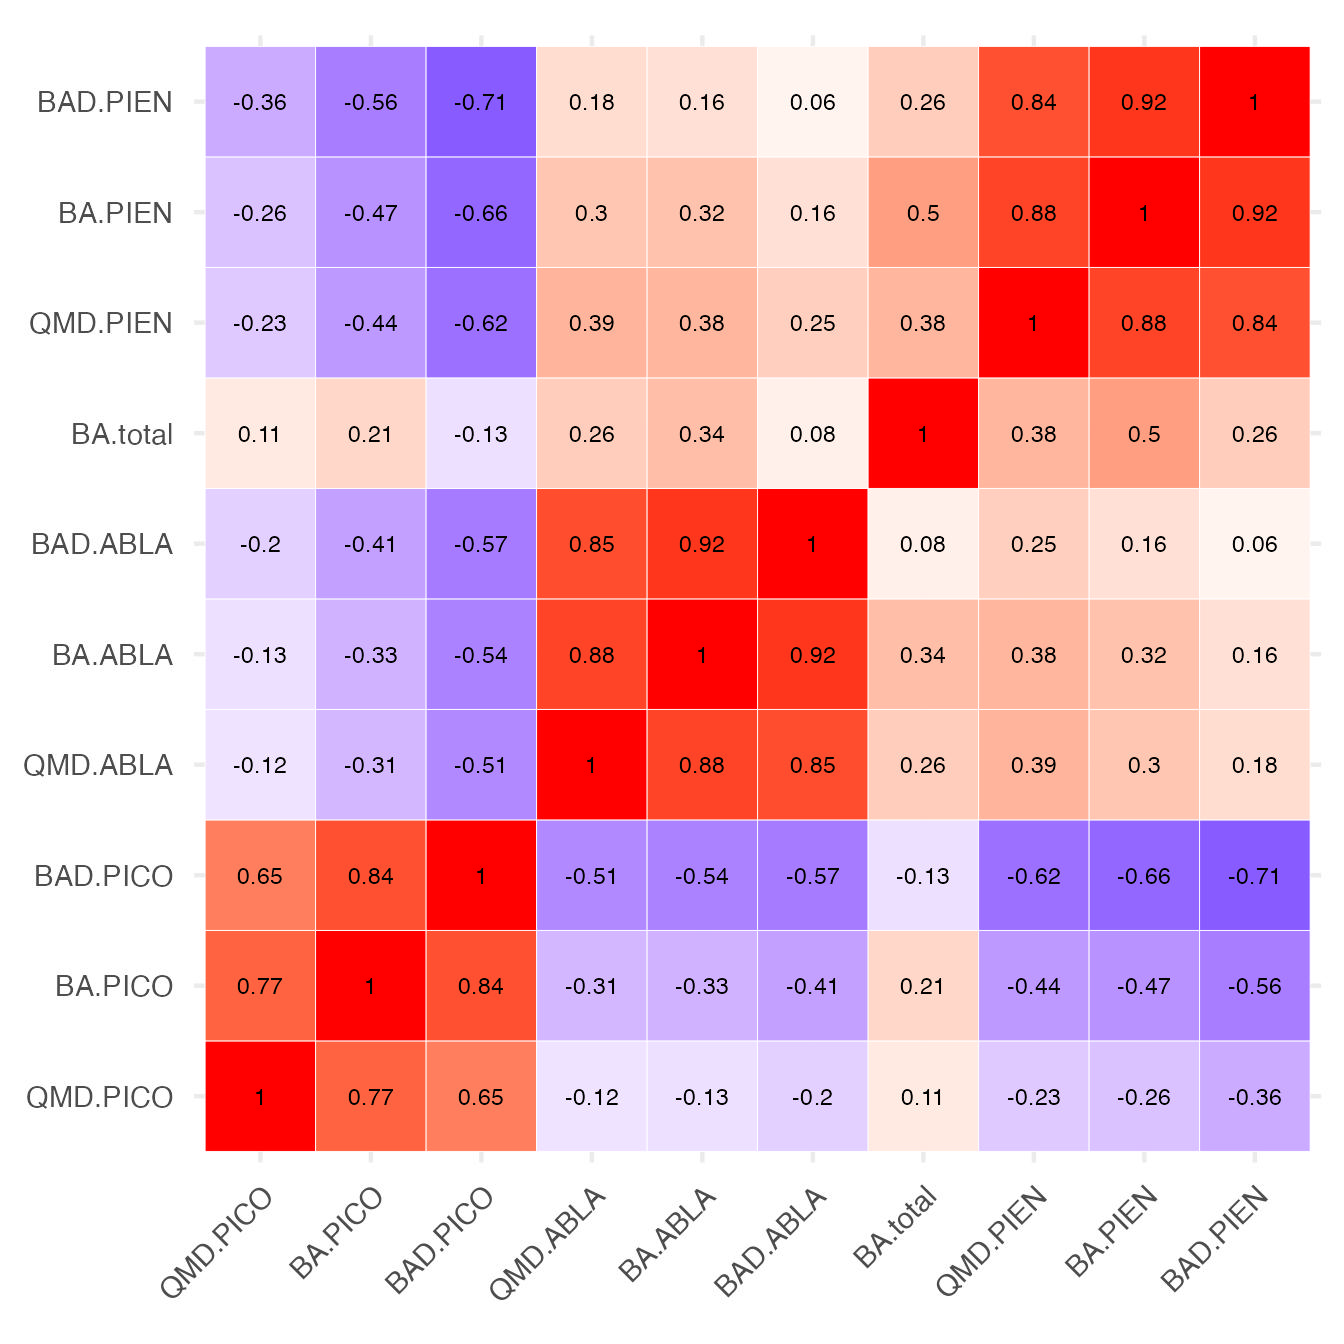 BAD.PIEN -0.36 -0.56 -0.71 0.18 0.16 0.06 0.26 0.84 0.92 1
BA.PIEN -0.26 -0.47 -0.66 0.3 0.32 0.16 0.5 0.88 1 0.92
QMD.PIEN -0.23 -0.44 -0.62 0.39 0.38 0.25 0.38 1 0.88 0.84
BA.total 0.11 0.21 -0.13 0.26 0.34 0.08 1 0.38 0.5 0.26
BAD.ABLA -0.2 -0.41 -0.57 0.85 0.92 1 0.08 0.25 0.16 0.06
BA.ABLA -0.13 -0.33 -0.54 0.88 1 0.92 0.34 0.38 0.32 0.16
QMD.ABLA -0.12 -0.31 -0.51 1 0.88 0.85 0.26 0.39 0.3 0.18
BAD.PICO 0.65 0.84 1 -0.51 -0.54 -0.57 -0.13 -0.62 -0.66 -0.71
BA.PICO 0.77 1 0.84 -0.31 -0.33 -0.41 0.21 -0.44 -0.47 -0.56
QMD.PICO 1 0.77 0.65 -0.12 -0.13 -0.2 0.11 -0.23 -0.26 -0.36
QMD.PICO BA.PICO BAD.PICO QMD.ABLA BA.ABLA BAD.ABLA BA.total QMD.PIEN BA.PIEN BAD.PIEN